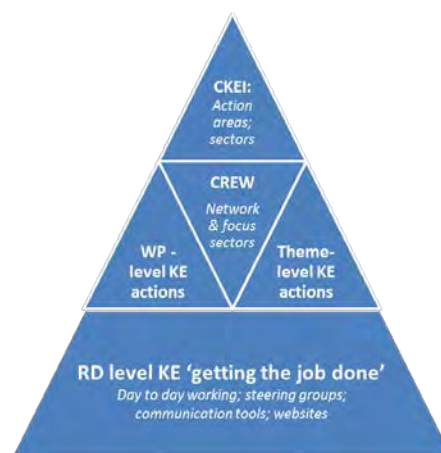 CKEI:
Action
areas;
sectors
CREW
Network
& focus
sectors
WP -
level KE
actions
Theme-
level KE
actions
RD level KE ‘getting the job done’
Day to day working; steering groups;
communication tools; websites